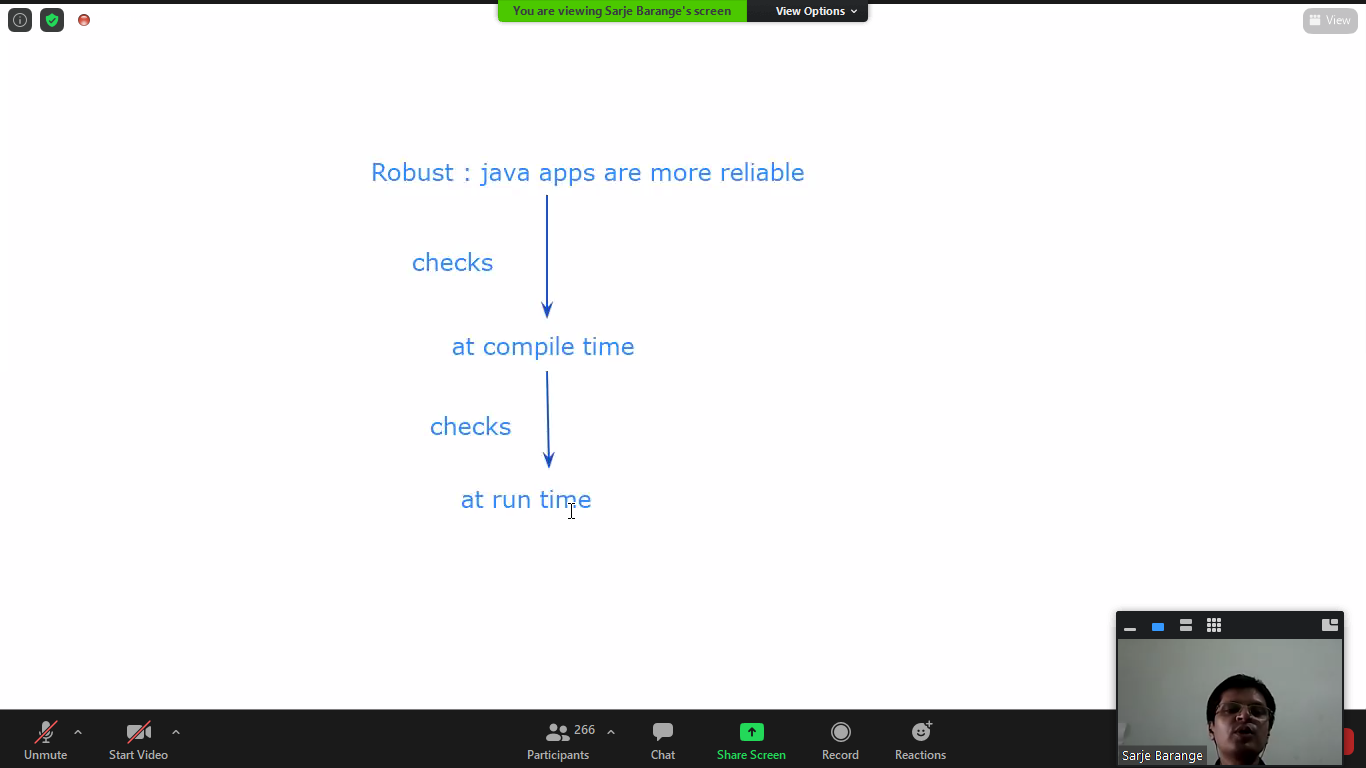 You are viewing Sarje Barange's screen
View Options
View
Robust : java apps are more reliable
checks
at compile time
checks
at run time
Sarje Barange
Unmute
Start Video
266
Participants
Chat
Share Screen
Record
Reactions